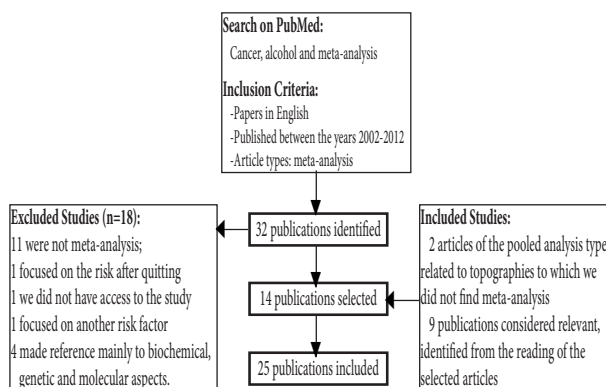 Search on PubMed:
Cancer, alcohol and meta-analysis
Inclusion Criteria:
-Papers in English
-Published between the years 2002-2012
-Article types: meta-analysis
Excluded Studies (n=18):
11 were not meta-analysis;
1 focused on the risk after quitting
1 we did not have access to the study
1 focused on another risk factor
4 made reference mainly to biochemical,
genetic and molecular aspects.
32 publications identified
14 publications selected
25 publications included
Included Studies:
2 articles of the pooled analysis type
related to topographies to which we
did not find meta-analysis
9 publications considered relevant,
identified from the reading of the
selected articles